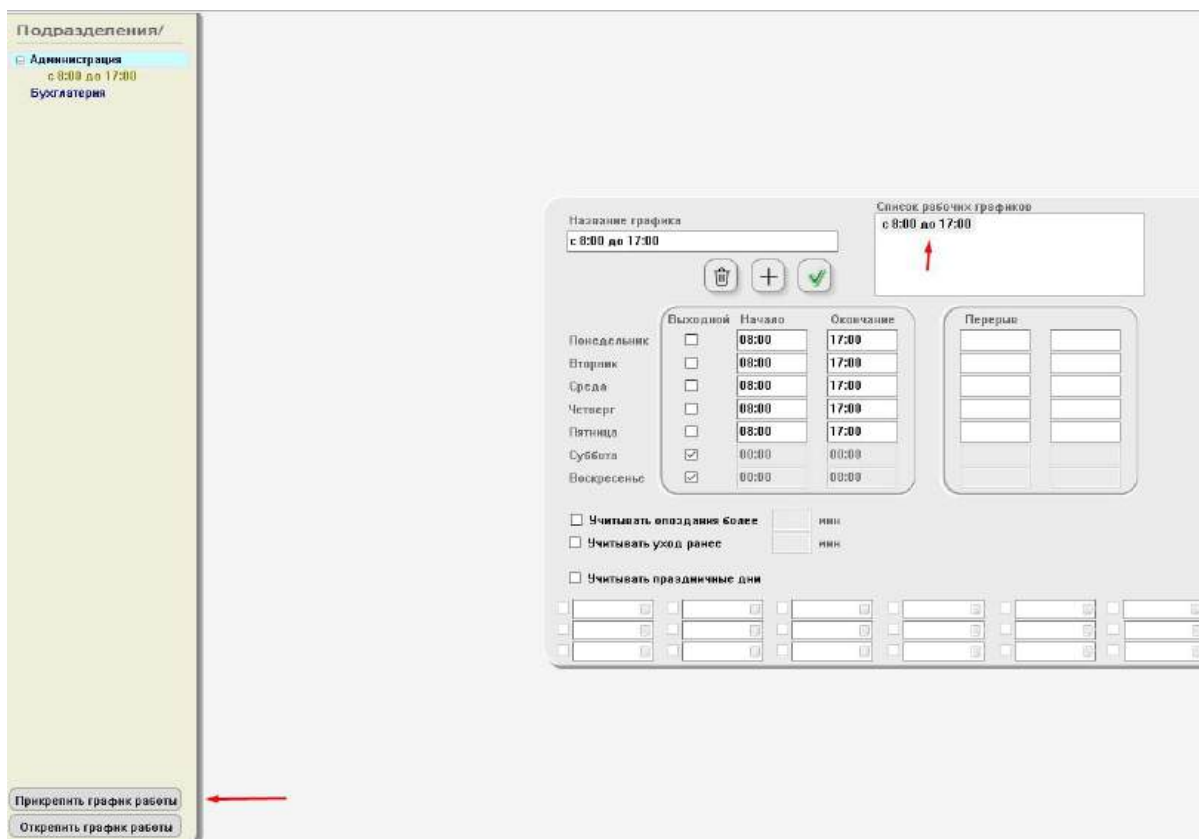 Подразделения/
Администрация
с 8:00 до 17:00
Бухглатерия
Прикрепить график работы
Открепить график работы
Название графика
с 8:00 до 17:00
Список рабочих графиков
с 8:00 до 17:00
Выходной Начало Окончание Перерыв
Понедельник 08:00 17:00
Вторник 08:00 17:00
Среда 08:00 17:00
Четверг 08:00 17:00
Пятница 08:00 17:00
Суббота 00:00 00:00
Воскресенье 00:00 00:00
Учитывать опоздания более мин
Учитывать уход ранее мин
Учитывать праздничные дни